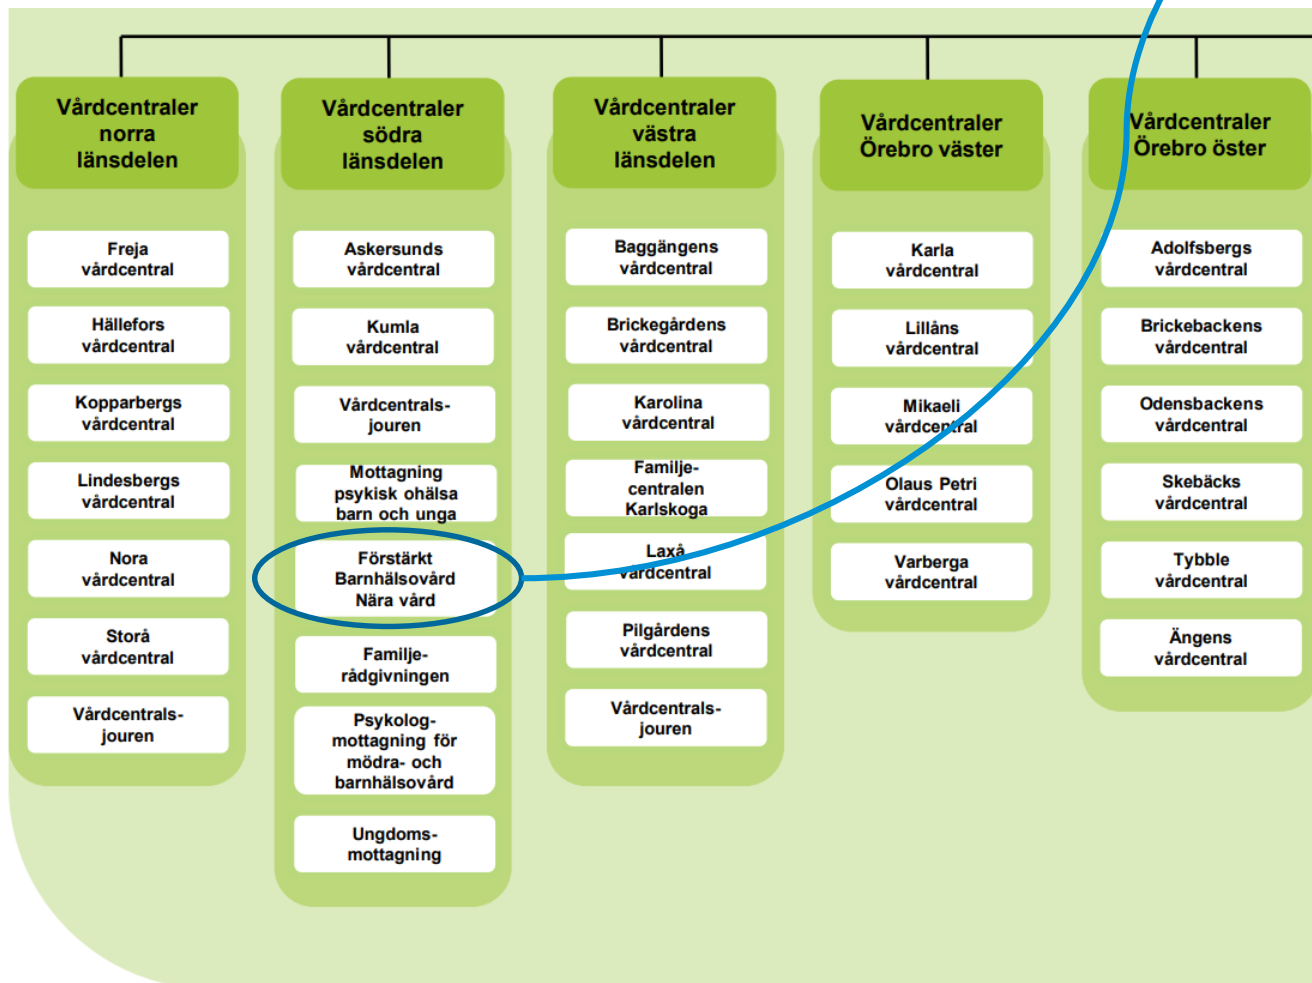 Vårdcentraler
norra
länsdelen
Freja
vårdcentral
Hällefors
vårdcentral
Kopparbergs
vårdcentral
Lindesbergs
vårdcentral
Nora
vårdcentral
Storå
vårdcentral
Vårdcentrals-
jouren
Vårdcentraler
södra
länsdelen
Askersunds
vårdcentral
Kumla
vårdcentral
Vårdcentrals-
jouren
Mottagning
psykisk ohälsa
barn och unga
Förstärkt
Barnhälsovård
Nära vård
Familje-
rådgivningen
Psykolog-
mottagning för
mödra- och
barnhälsovård
Ungdoms-
mottagning
Vårdcentraler
västra
länsdelen
Baggängens
vårdcentral
Brickegårdens
vårdcentral
Karolina
vårdcentral
Familje-
centralen
Karlskoga
Laxå
vårdcentral
Pilgårdens
vårdcentral
Vårdcentrals-
jouren
Vårdcentraler
Örebro väster
Karla
vårdcentral
Lillåns
vårdcentral
Mikaeli
vårdcentral
Olaus Petri
vårdcentral
Varberga
vårdcentral
Vårdcentraler
Örebro öster
Adolfsbergs
vårdcentral
Brickebackens
vårdcentral
Odensbackens
vårdcentral
Skebäcks
vårdcentral
Tybble
vårdcentral
Ängens
vårdcentral